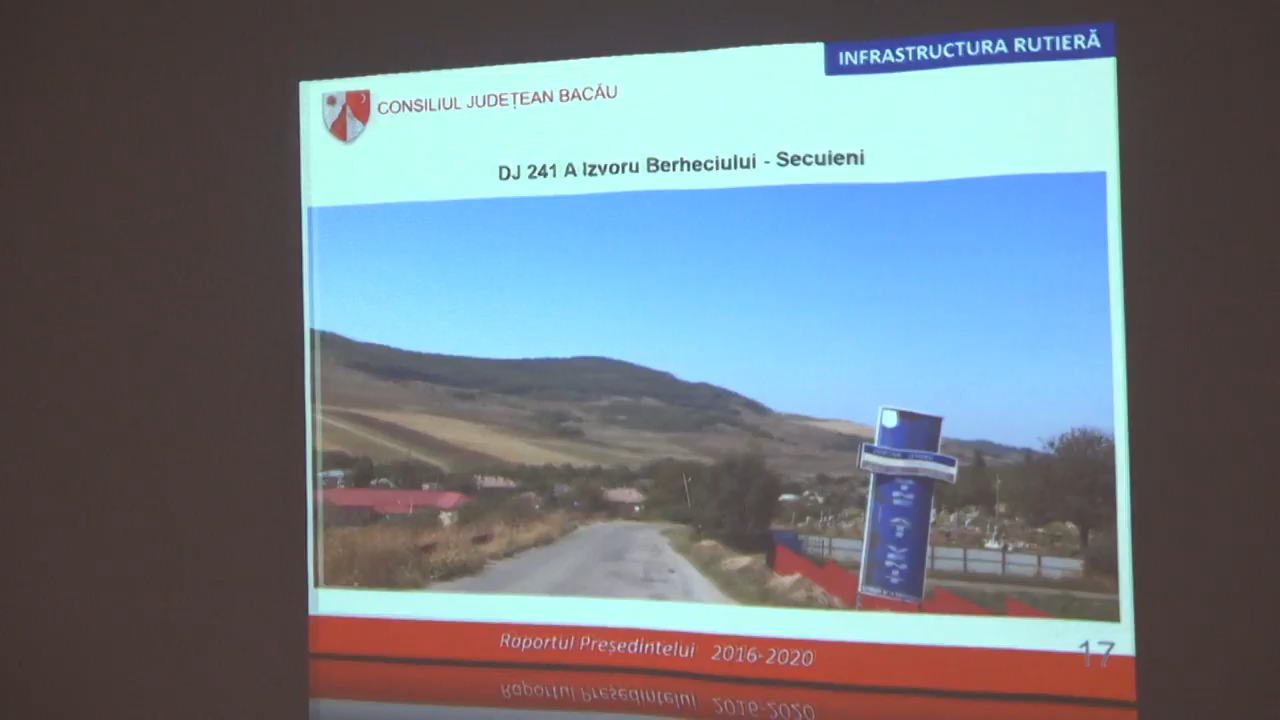 INFRASTRUCTURA RUTIERĂ
CONSILIUL JUDEȚEAN BACĂU
DJ 241 A Izvoru Berheciului - Secuieni
Raportul Președintelui 2016-2020
17